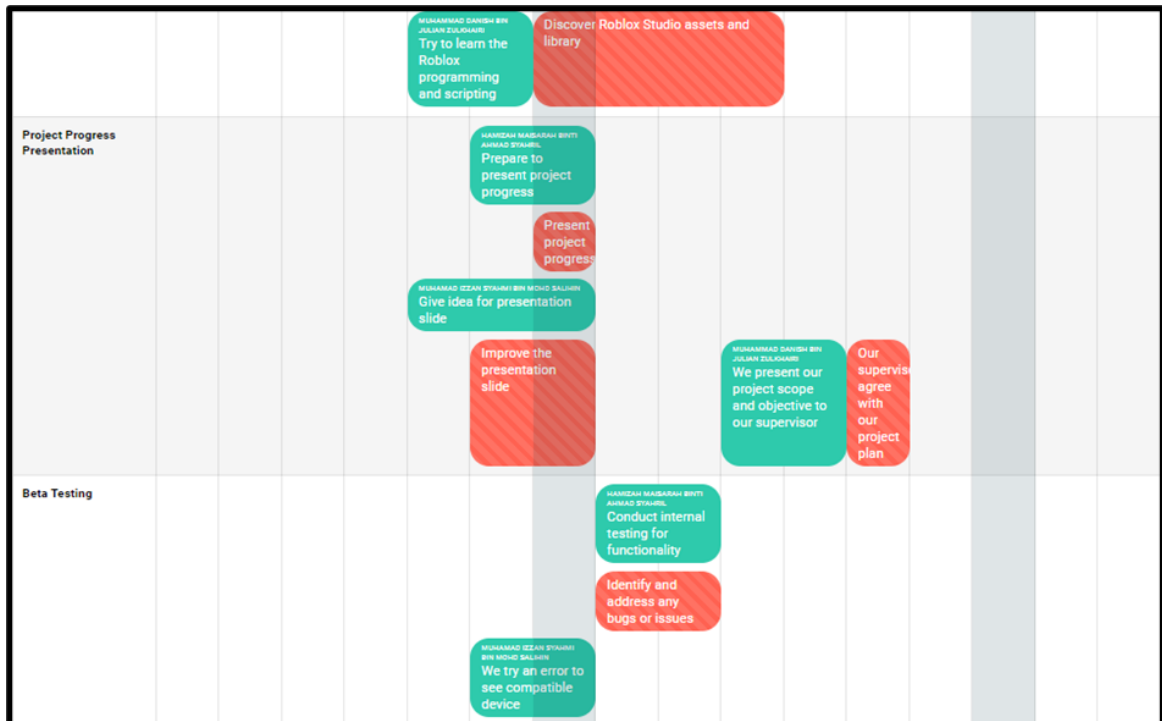 MUHAMMAD DANISH BIN
JULIAN ZULKHAIRI
Try to learn the
Roblox
programming
and scripting
Discover Roblox Studio assets and
library
Project Progress
Presentation
HAMIZAH MAISARAH BINTI
AHMAD SYAHRIL
Prepare to
present project
progress
Present
project
progress
MUHAMAD IZZAN SYAHMI BIN MOHD SALIHIN
Give idea for presentation
slide
Improve the
presentation
slide
MUHAMMAD DANISH BIN
JULIAN ZULKHAIRI
We present our
project scope
and objective to
our supervisor
Our
superviso
agree
with
our
project
plan
Beta Testing
HAMIZAH MAISARAH BINTI
AHMAD SYAHRIL
Conduct internal
testing for
functionality
Identify and
address any
bugs or issues
MUHAMAD IZZAN SYAHMI
BIN MOHD SALIHIN
We try an error to
see compatible
device